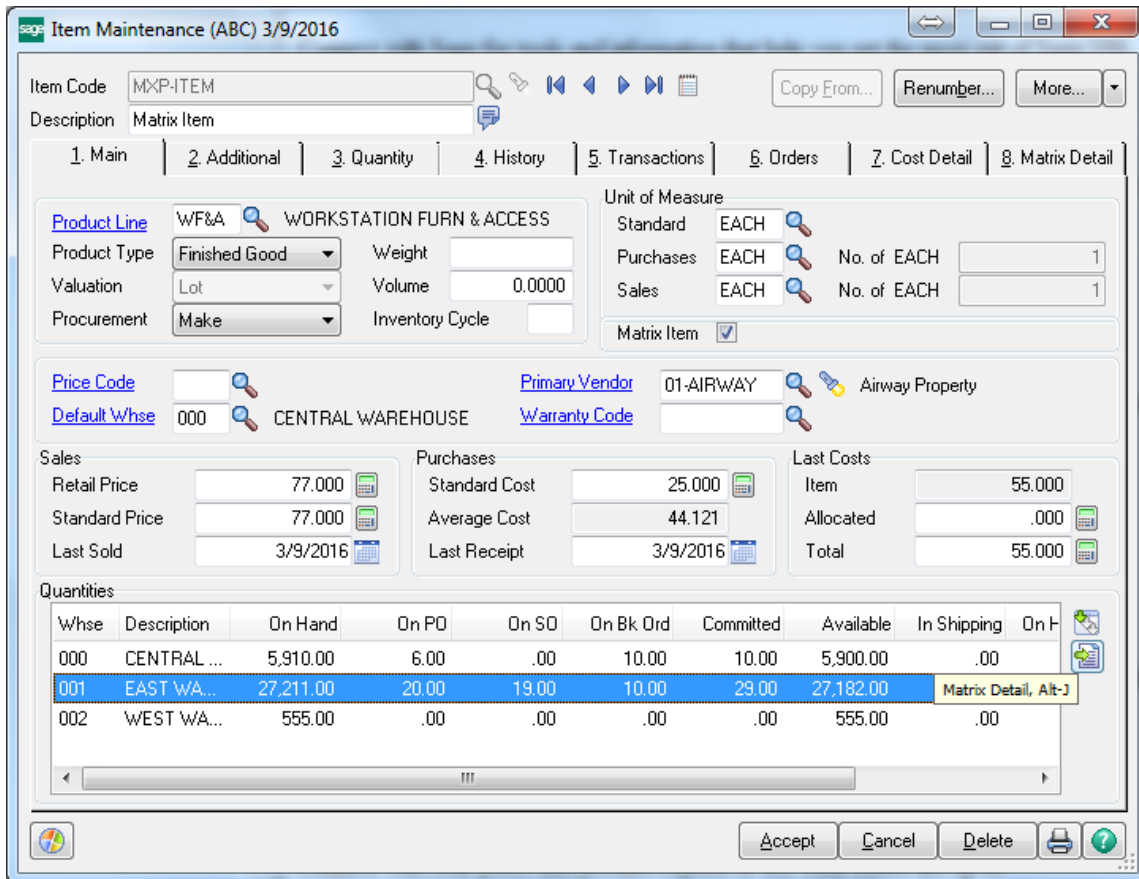 sage Item Maintenance (ABC) 3/9/2016
Item Code MXP-ITEM Copy From... Renumber... More...
Description Matrix Item
1. Main 2. Additional 3. Quantity 4. History 5. Transactions 6. Orders 7. Cost Detail 8. Matrix Detail
Product Line WF&A WORKSTATION FURN & ACCESS
Product Type Finished Good Weight
Valuation Lot Volume 0.0000
Procurement Make Inventory Cycle
Unit of Measure
Standard EACH
Purchases EACH No. of EACH 1
Sales EACH No. of EACH 1
Matrix Item
Price Code Primary Vendor 01-AIRWAY Airway Property
Default Whse 000 CENTRAL WAREHOUSE Warranty Code
Sales
Retail Price 77.000
Standard Price 77.000
Last Sold 3/9/2016
Purchases
Standard Cost 25.000
Average Cost 44.121
Last Receipt 3/9/2016
Last Costs
Item 55.000
Allocated .000
Total 55.000
Quantities
Whse Description On Hand On PO On SO On Bk Ord Committed Available In Shipping On H
000 CENTRAL ... 5,910.00 6.00 .00 10.00 10.00 5,900.00 .00
001 EAST WA... 27,211.00 20.00 19.00 10.00 29.00 27,182.00 Matrix Detail, Alt-J
002 WEST WA... 555.00 .00 .00 .00 .00 555.00 .00
Accept Cancel Delete